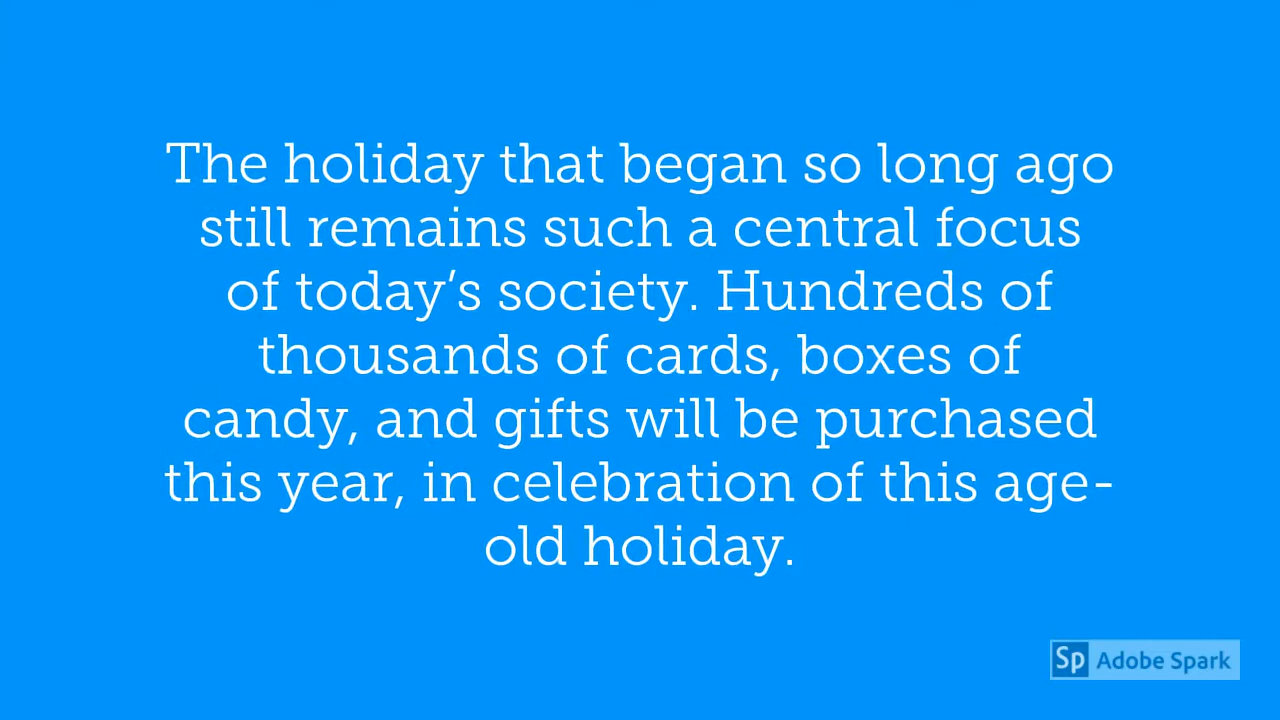 The holiday that began so long ago
still remains such a central focus
of today’s society. Hundreds of
thousands of cards, boxes of
candy, and gifts will be purchased
this year, in celebration of this age-
old holiday.
Sp Adobe Spark